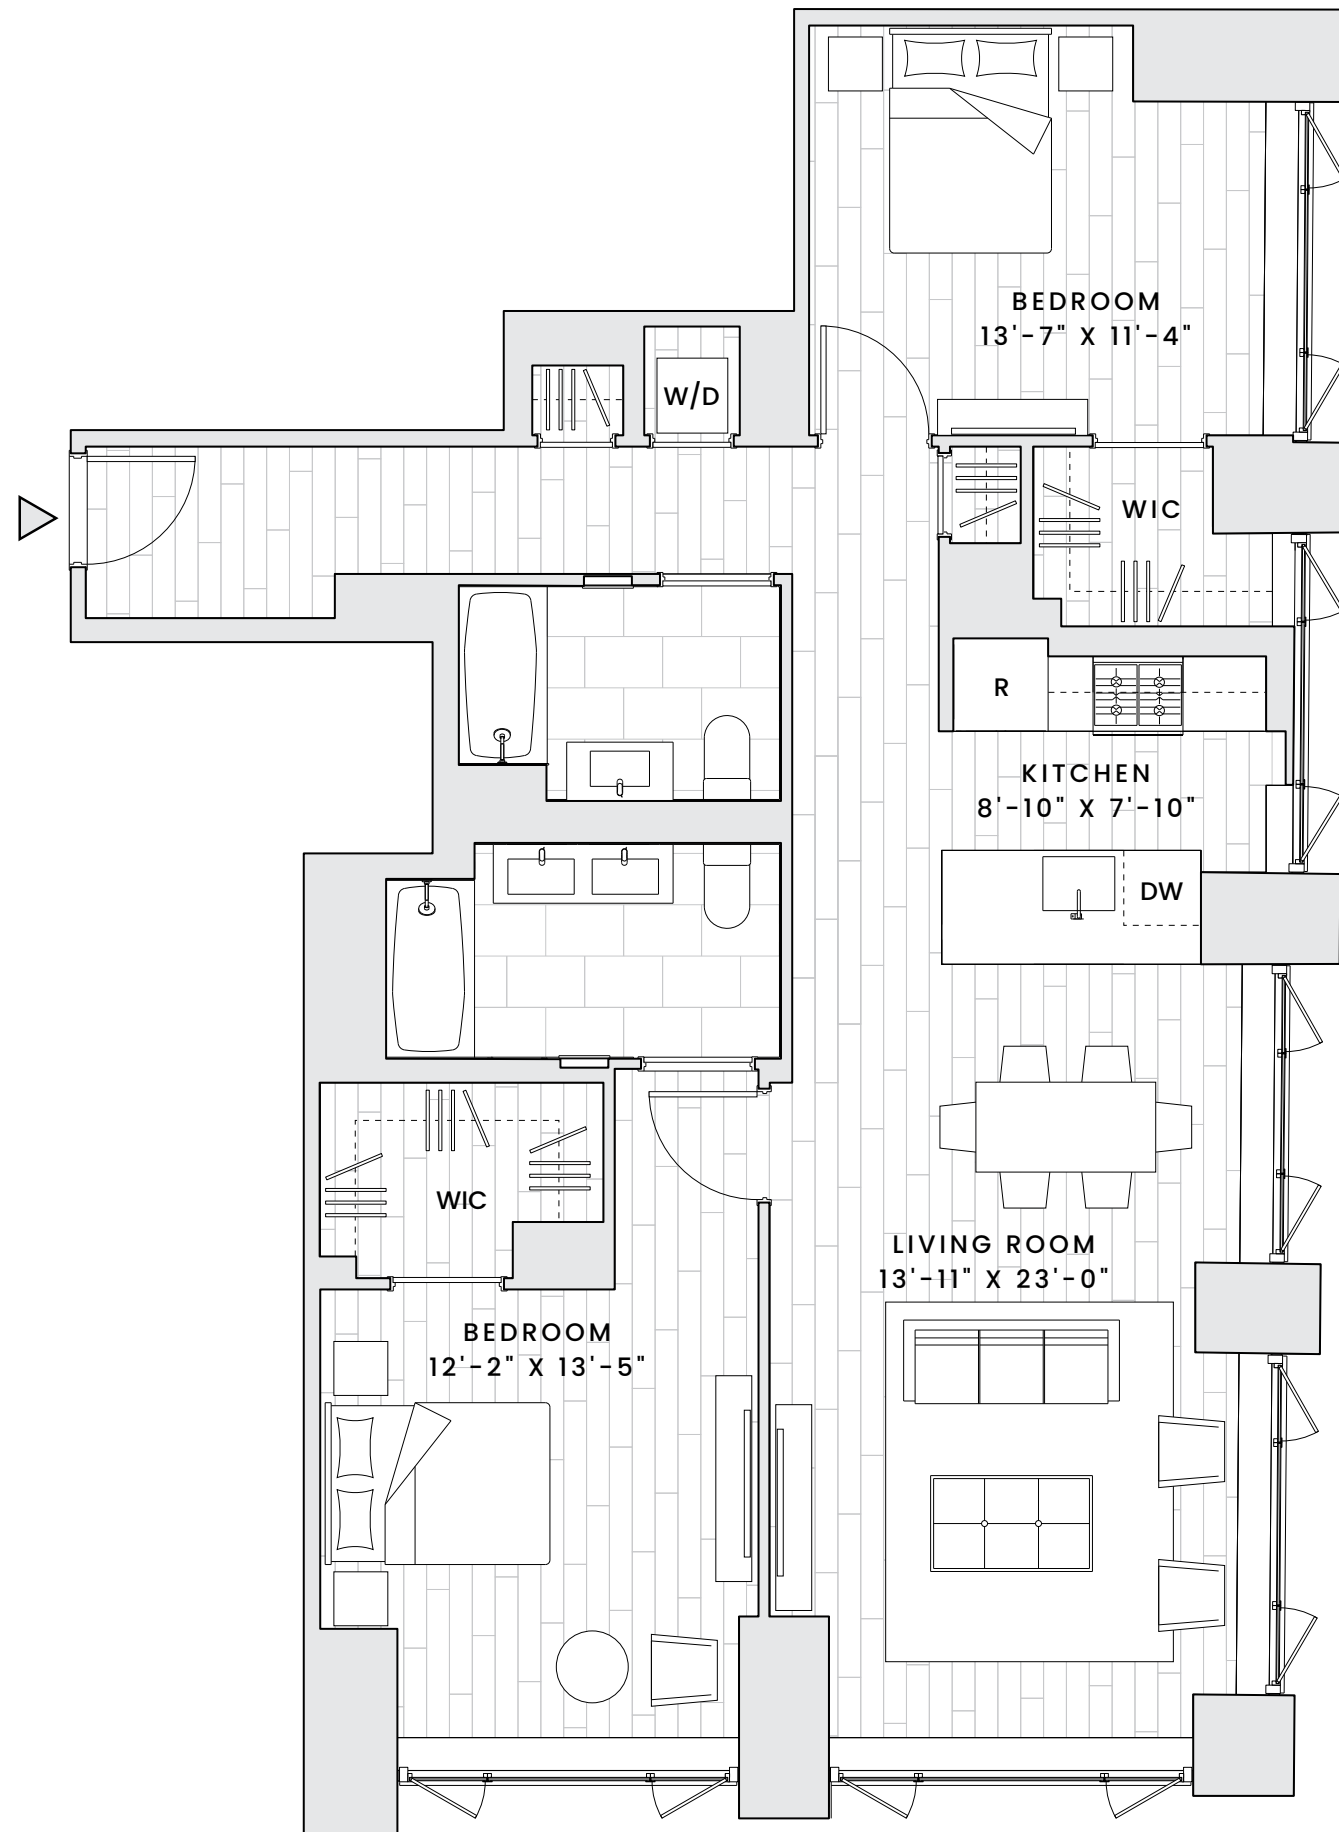 BEDROOM
13'-7" X 11'-4"
W/D
WIC
R
KITCHEN
8'-10" X 7'-10"
DW
WIC
LIVING ROOM
13'-11" X 23'-0"
BEDROOM
12'-2" X 13'-5"